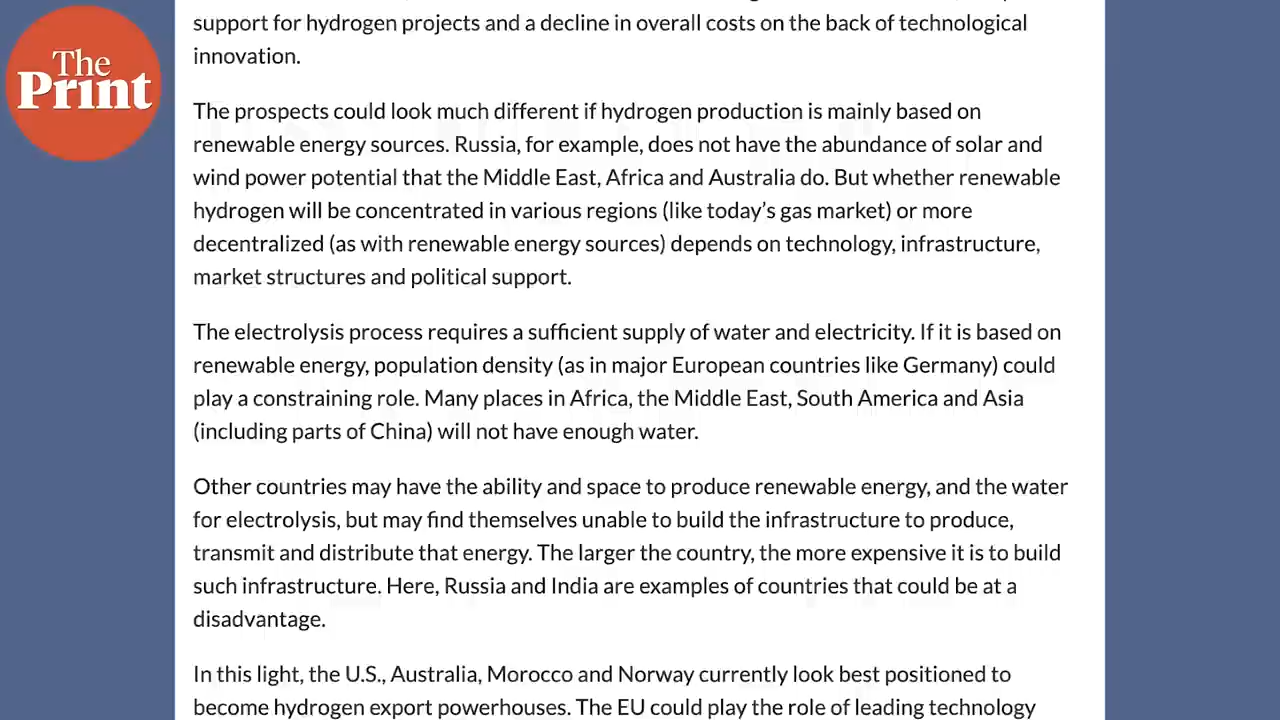 The
Print
support for hydrogen projects and a decline in overall costs on the back of technological
innovation.
The prospects could look much different if hydrogen production is mainly based on
renewable energy sources. Russia, for example, does not have the abundance of solar and
wind power potential that the Middle East, Africa and Australia do. But whether renewable
hydrogen will be concentrated in various regions (like today’s gas market) or more
decentralized (as with renewable energy sources) depends on technology, infrastructure,
market structures and political support.
The electrolysis process requires a sufficient supply of water and electricity. If it is based on
renewable energy, population density (as in major European countries like Germany) could
play a constraining role. Many places in Africa, the Middle East, South America and Asia
(including parts of China) will not have enough water.
Other countries may have the ability and space to produce renewable energy, and the water
for electrolysis, but may find themselves unable to build the infrastructure to produce,
transmit and distribute that energy. The larger the country, the more expensive it is to build
such infrastructure. Here, Russia and India are examples of countries that could be at a
disadvantage.
In this light, the U.S., Australia, Morocco and Norway currently look best positioned to
become hydrogen export powerhouses. The EU could play the role of leading technology